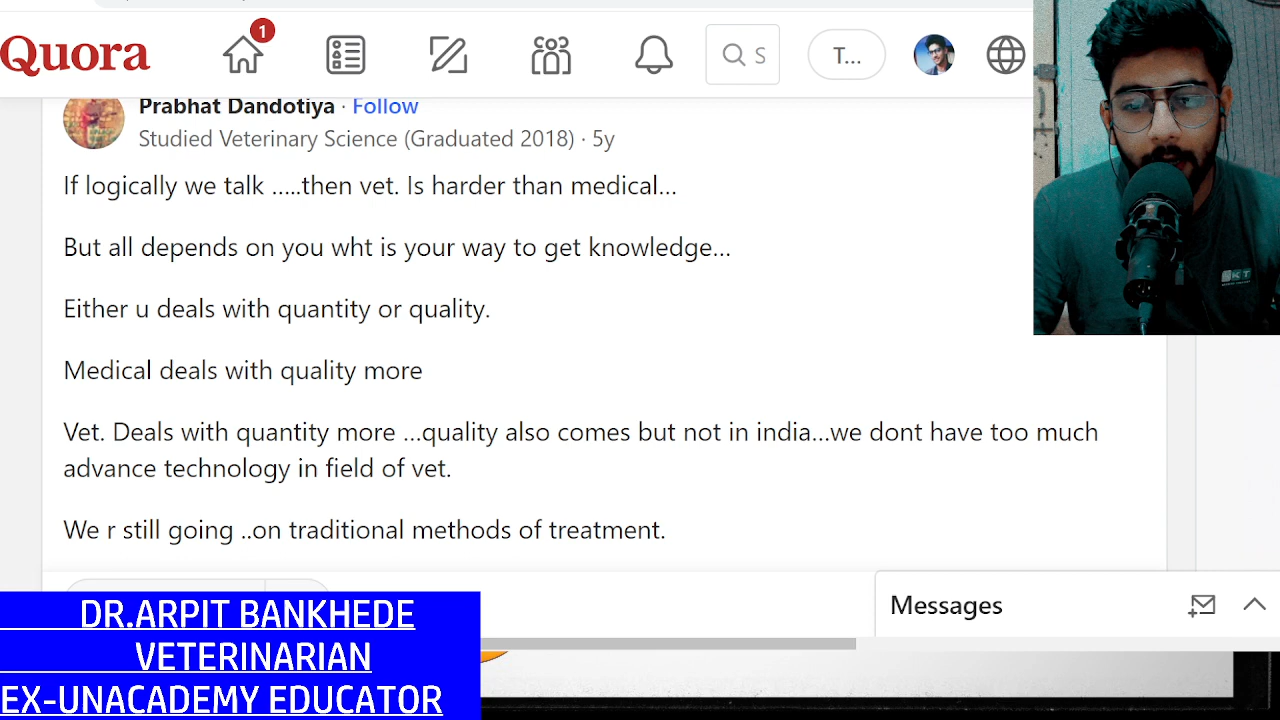 Quora
1
S
T...
Prabhat Dandotiya · Follow
Studied Veterinary Science (Graduated 2018) · 5y
If logically we talk .....then vet. Is harder than medical...
But all depends on you wht is your way to get knowledge...
Either u deals with quantity or quality.
Medical deals with quality more
Vet. Deals with quantity more ...quality also comes but not in india...we dont have too much
advance technology in field of vet.
We r still going ..on traditional methods of treatment.
Messages
DR.ARPIT BANKHEDE
VETERINARIAN
EX-UNACADEMY EDUCATOR